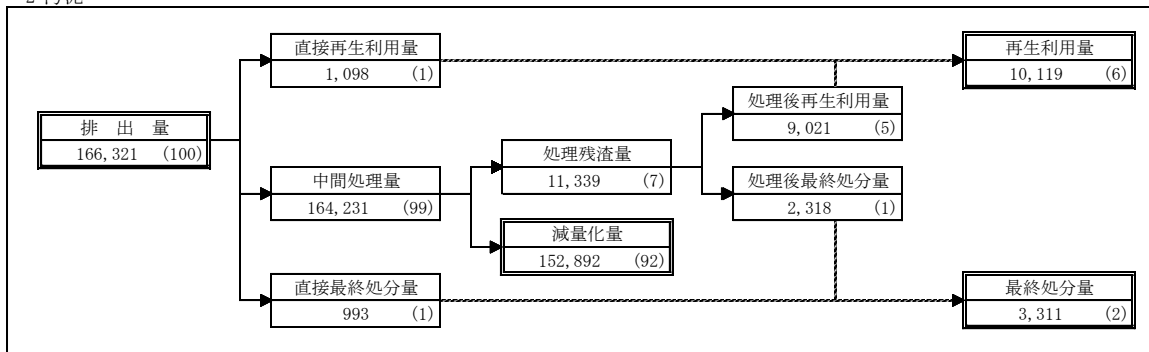 直接再生利用量
1,098 (1)
再生利用量
10,119 (6)
処理後再生利用量
9,021 (5)
排 出 量
166,321 (100)
処理残渣量
11,339 (7)
中間処理量
164,231 (99)
処理後最終処分量
2,318 (1)
減量化量
152,892 (92)
直接最終処分量
993 (1)
最終処分量
3,311 (2)